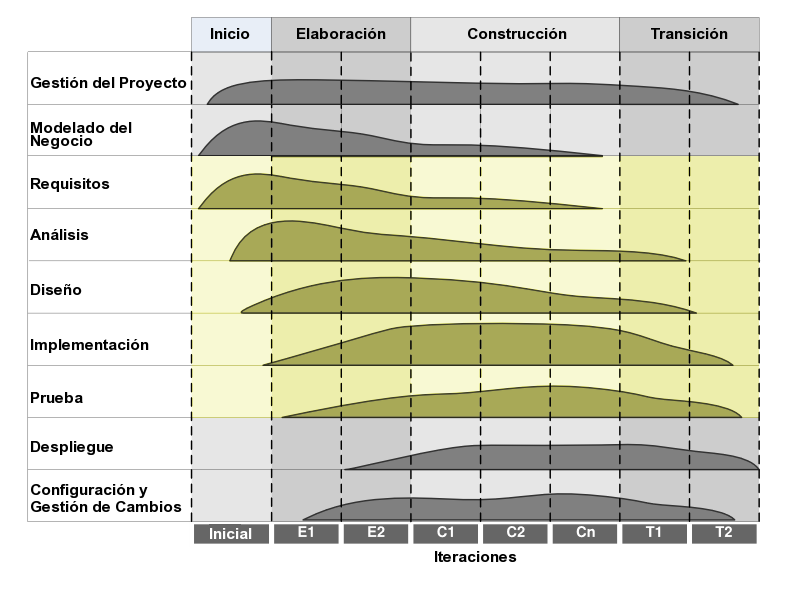 Inicio Elaboración Construcción Transición
Gestión del Proyecto
Modelado del
Negocio
Requisitos
Análisis
Diseño
Implementación
Prueba
Despliegue
Configuración y
Gestión de Cambios
Inicial E1 E2 C1 C2 Cn T1 T2
Iteraciones